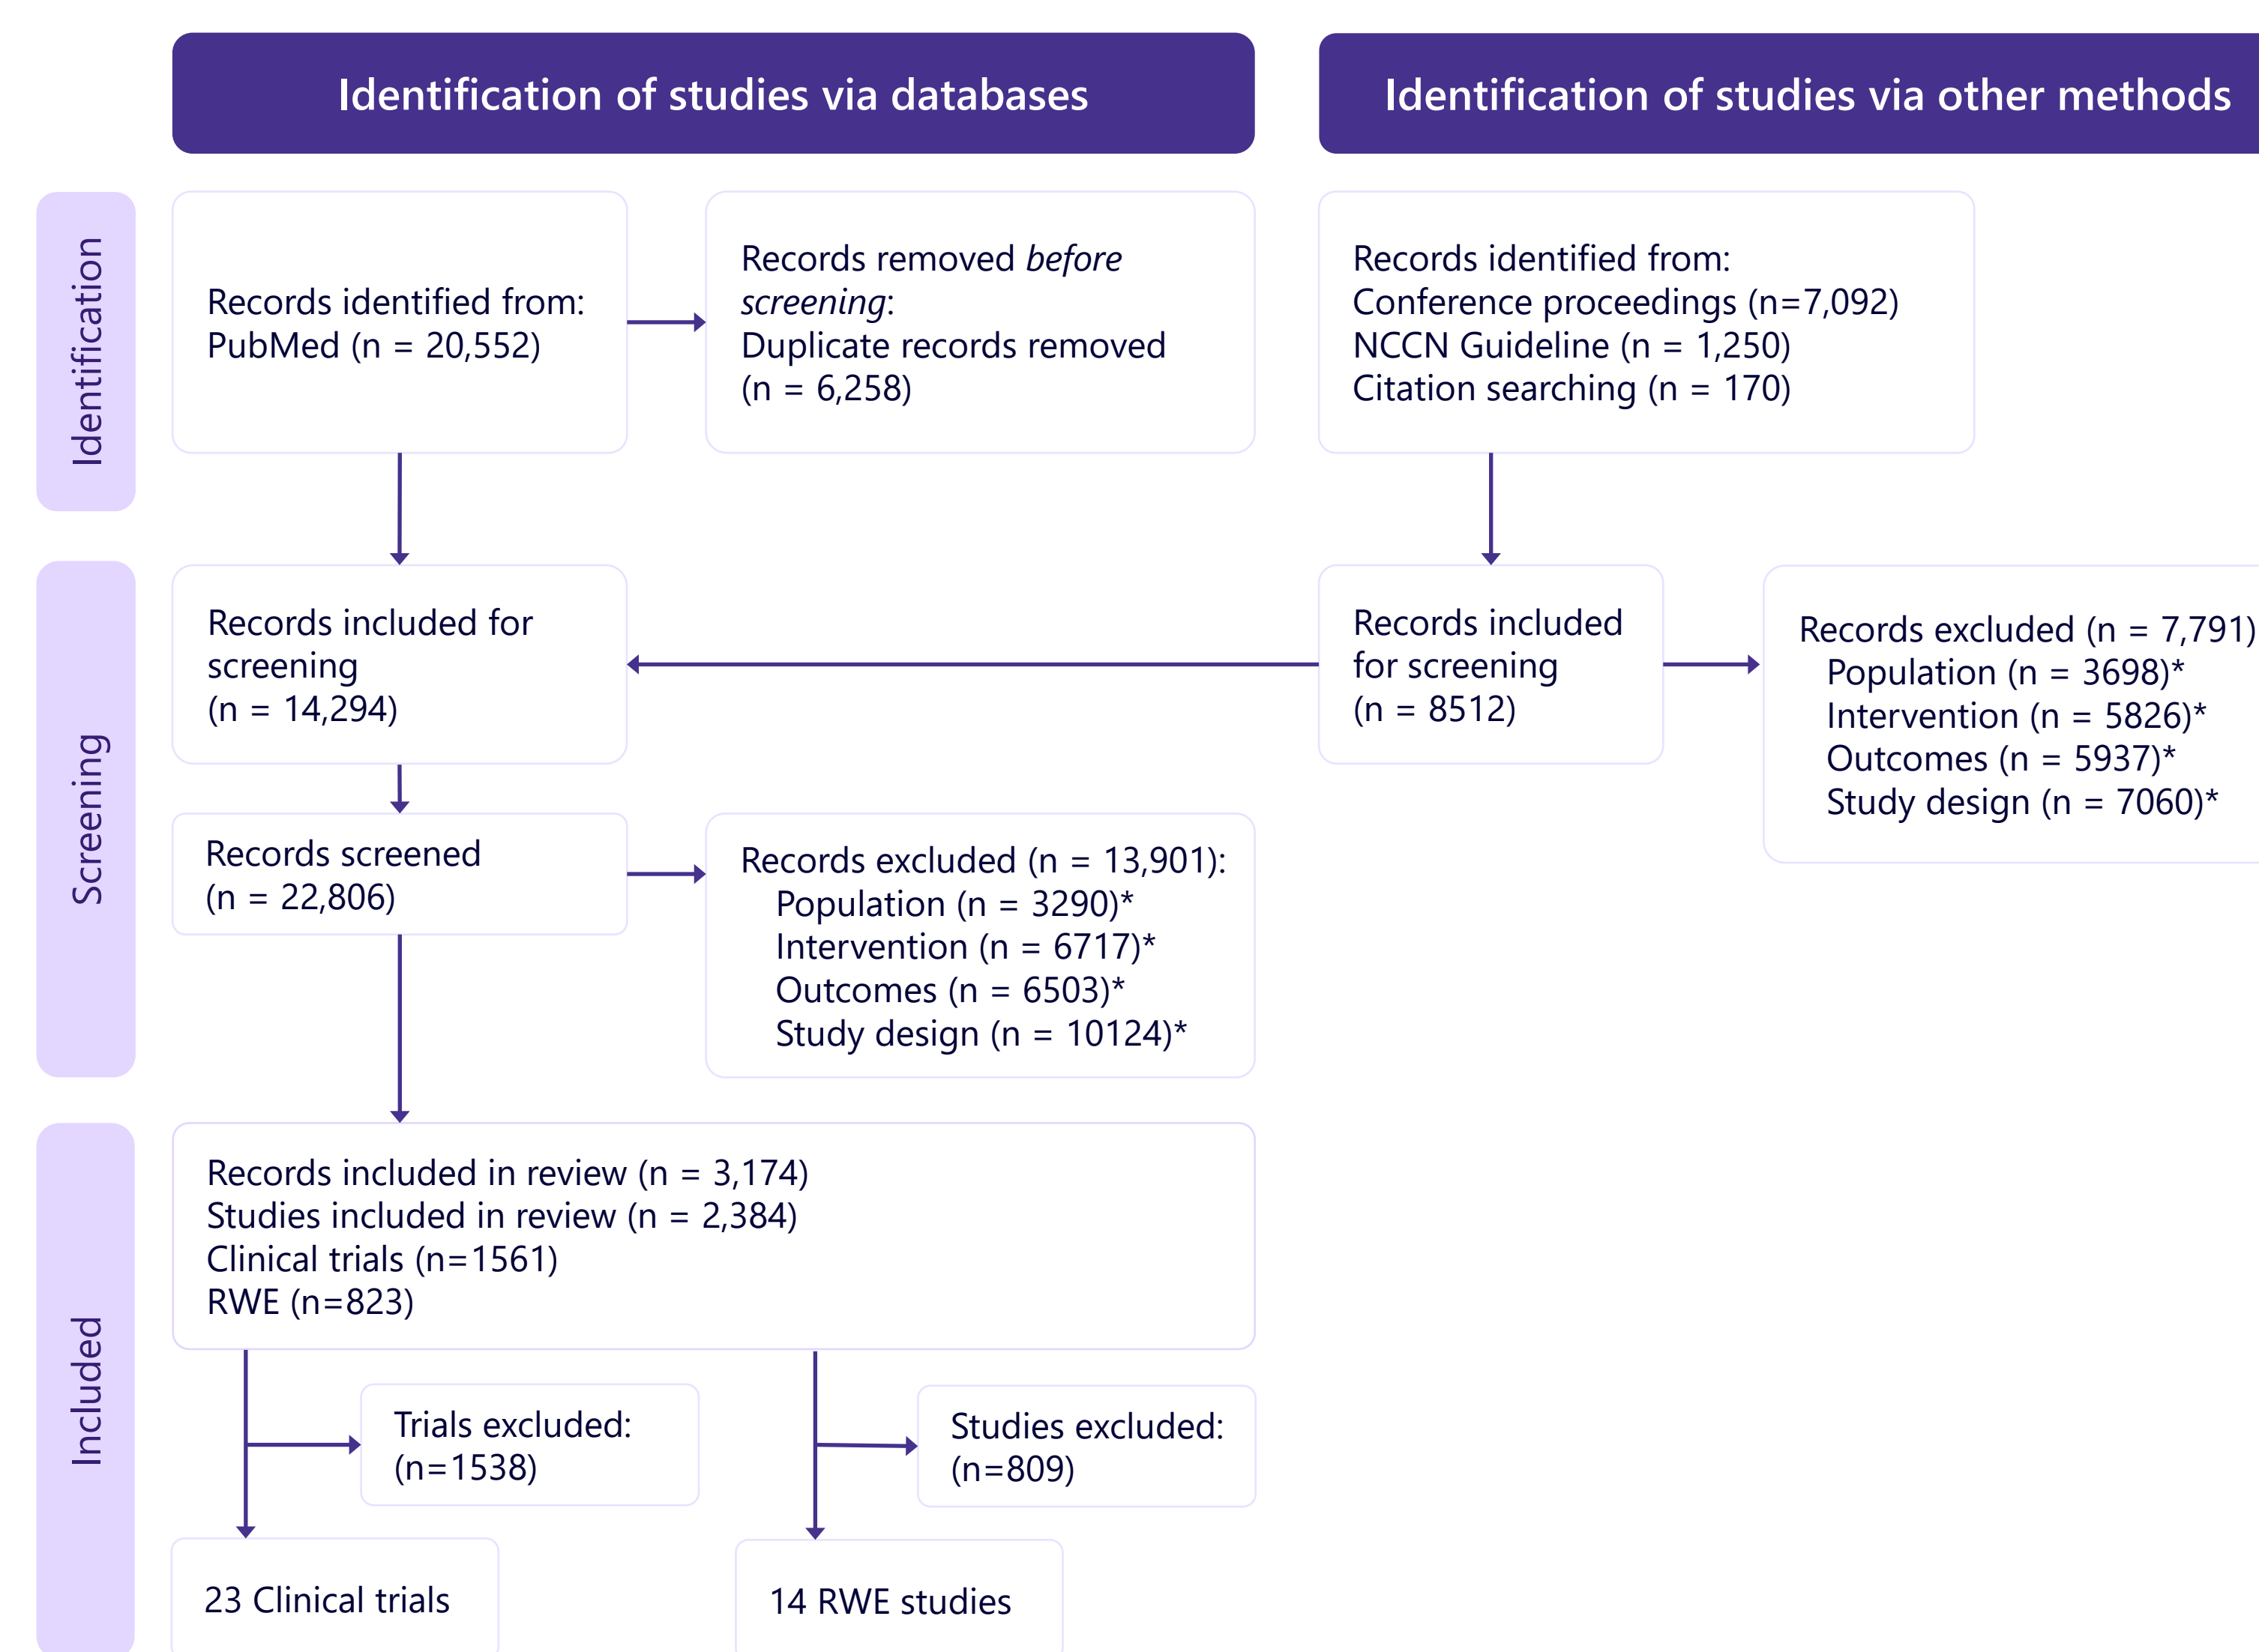 Identification of studies via databases
Identification of studies via other methods
Identification
Records identified from:
PubMed (n = 20,552)
Records removed before
screening:
Duplicate records removed
(n = 6,258)
Records identified from:
Conference proceedings (n=7,092)
NCCN Guideline (n = 1,250)
Citation searching (n = 170)
Screening
Records included for
screening
(n = 14,294)
Records included
for screening
(n = 8512)
Records excluded (n = 7,791)
Population (n = 3698)*
Intervention (n = 5826)*
Outcomes (n = 5937)*
Study design (n = 7060)*
Records screened
(n = 22,806)
Records excluded (n = 13,901):
Population (n = 3290)*
Intervention (n = 6717)*
Outcomes (n = 6503)*
Study design (n = 10124)*
Included
Records included in review (n = 3,174)
Studies included in review (n = 2,384)
Clinical trials (n=1561)
RWE (n=823)
Trials excluded:
(n=1538)
Studies excluded:
(n=809)
23 Clinical trials
14 RWE studies